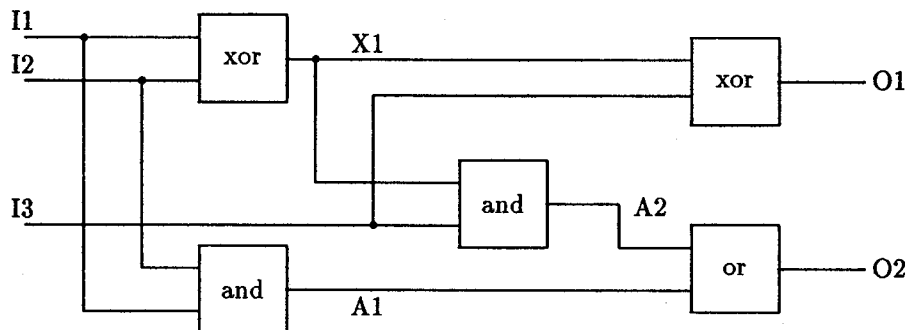 I1
X1
xor
I2
xor
O1
I3
and
A2
or
O2
and
A1